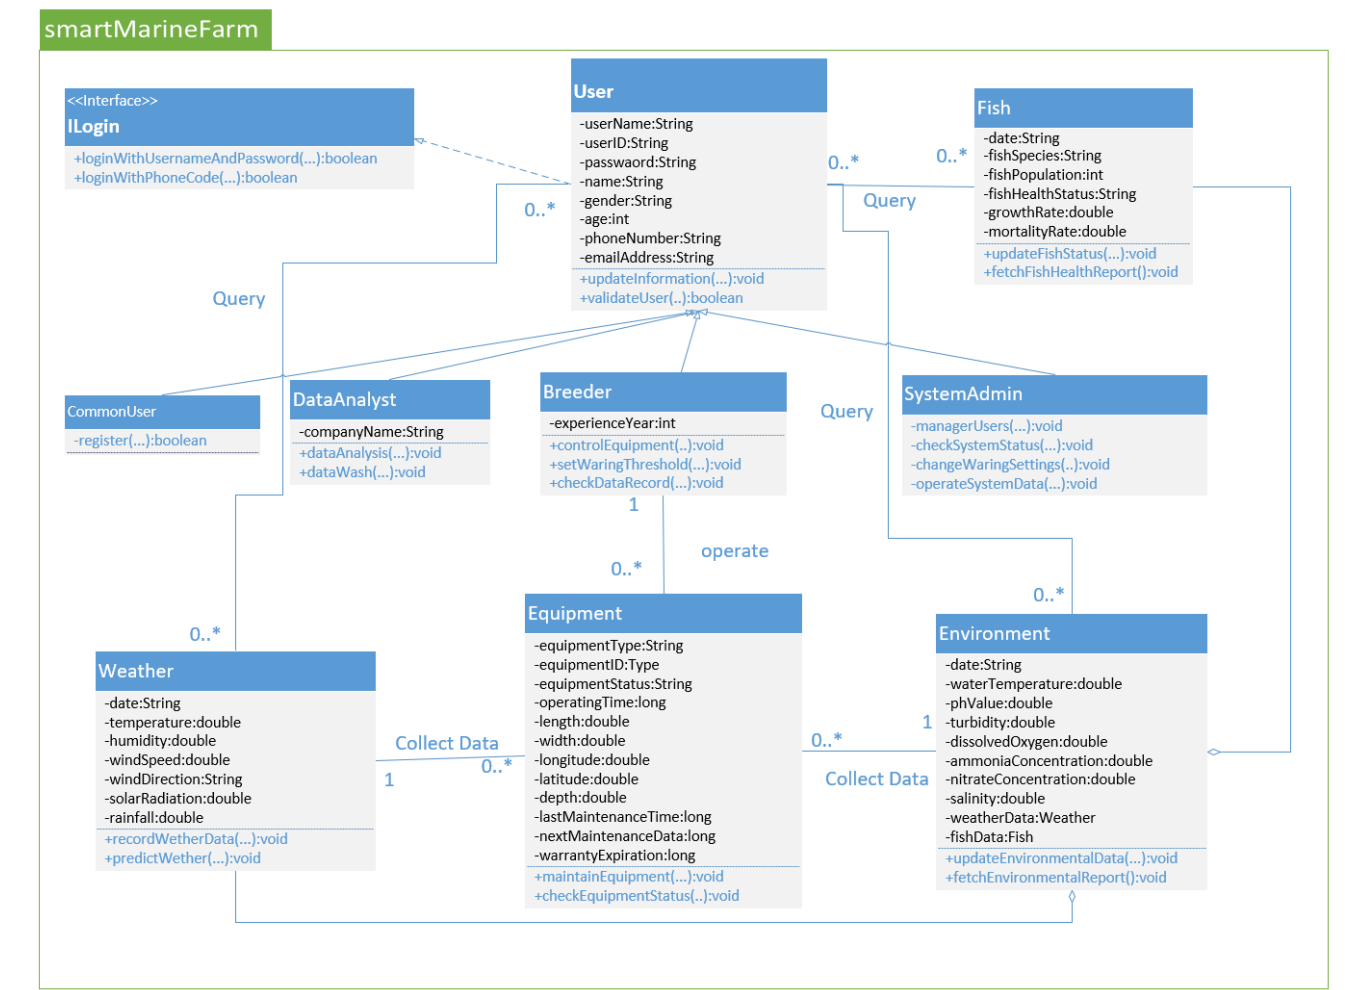 smartMarineFarm
<<Interface>>
ILogin
+loginWithUsernameAndPassword(...):boolean
+loginWithPhoneCode(...):boolean
User
-userName:String
-userID:String
-passwaord:String
-name:String
-gender:String
-age:int
-phoneNumber:String
-emailAddress:String
+updateInformation(...):void
+validateUser(..):boolean
Fish
-date:String
-fishSpecies:String
-fishPopulation:int
-fishHealthStatus:String
-growthRate:double
-mortalityRate:double
+updateFishStatus(...):void
+fetchFishHealthReport():void
0..*
0..*
Query
0..*
Query
CommonUser
-register(...):boolean
DataAnalyst
-companyName:String
+dataAnalysis(...):void
+dataWash(...):void
Breeder
-experienceYear:int
+controlEquipment(..):void
+setWaringThreshold(...):void
+checkDataRecord(...):void
Query
SystemAdmin
-managerUsers(...):void
-checkSystemStatus(...):void
-changeWaringSettings(..):void
-operateSystemData(...):void
1
operate
0..*
0..*
0..*
Weather
-date:String
-temperature:double
-humidity:double
-windSpeed:double
-windDirection:String
-solarRadiation:double
-rainfall:double
+recordWetherData(...):void
+predictWether(...):void
Collect Data
1
0..*
Equipment
-equipmentType:String
-equipmentID:Type
-equipmentStatus:String
-operatingTime:long
-length:double
-width:double
-longitude:double
-latitude:double
-depth:double
-lastMaintenanceTime:long
-nextMaintenanceData:long
-warrantyExpiration:long
+maintainEquipment(...):void
+checkEquipmentStatus(..):void
1
0..*
Collect Data
Environment
-date:String
-waterTemperature:double
-phValue:double
-turbidity:double
-dissolvedOxygen:double
-ammoniaConcentration:double
-nitrateConcentration:double
-salinity:double
-weatherData:Weather
-fishData:Fish
+updateEnvironmentalData(...):void
+fetchEnvironmentalReport():void